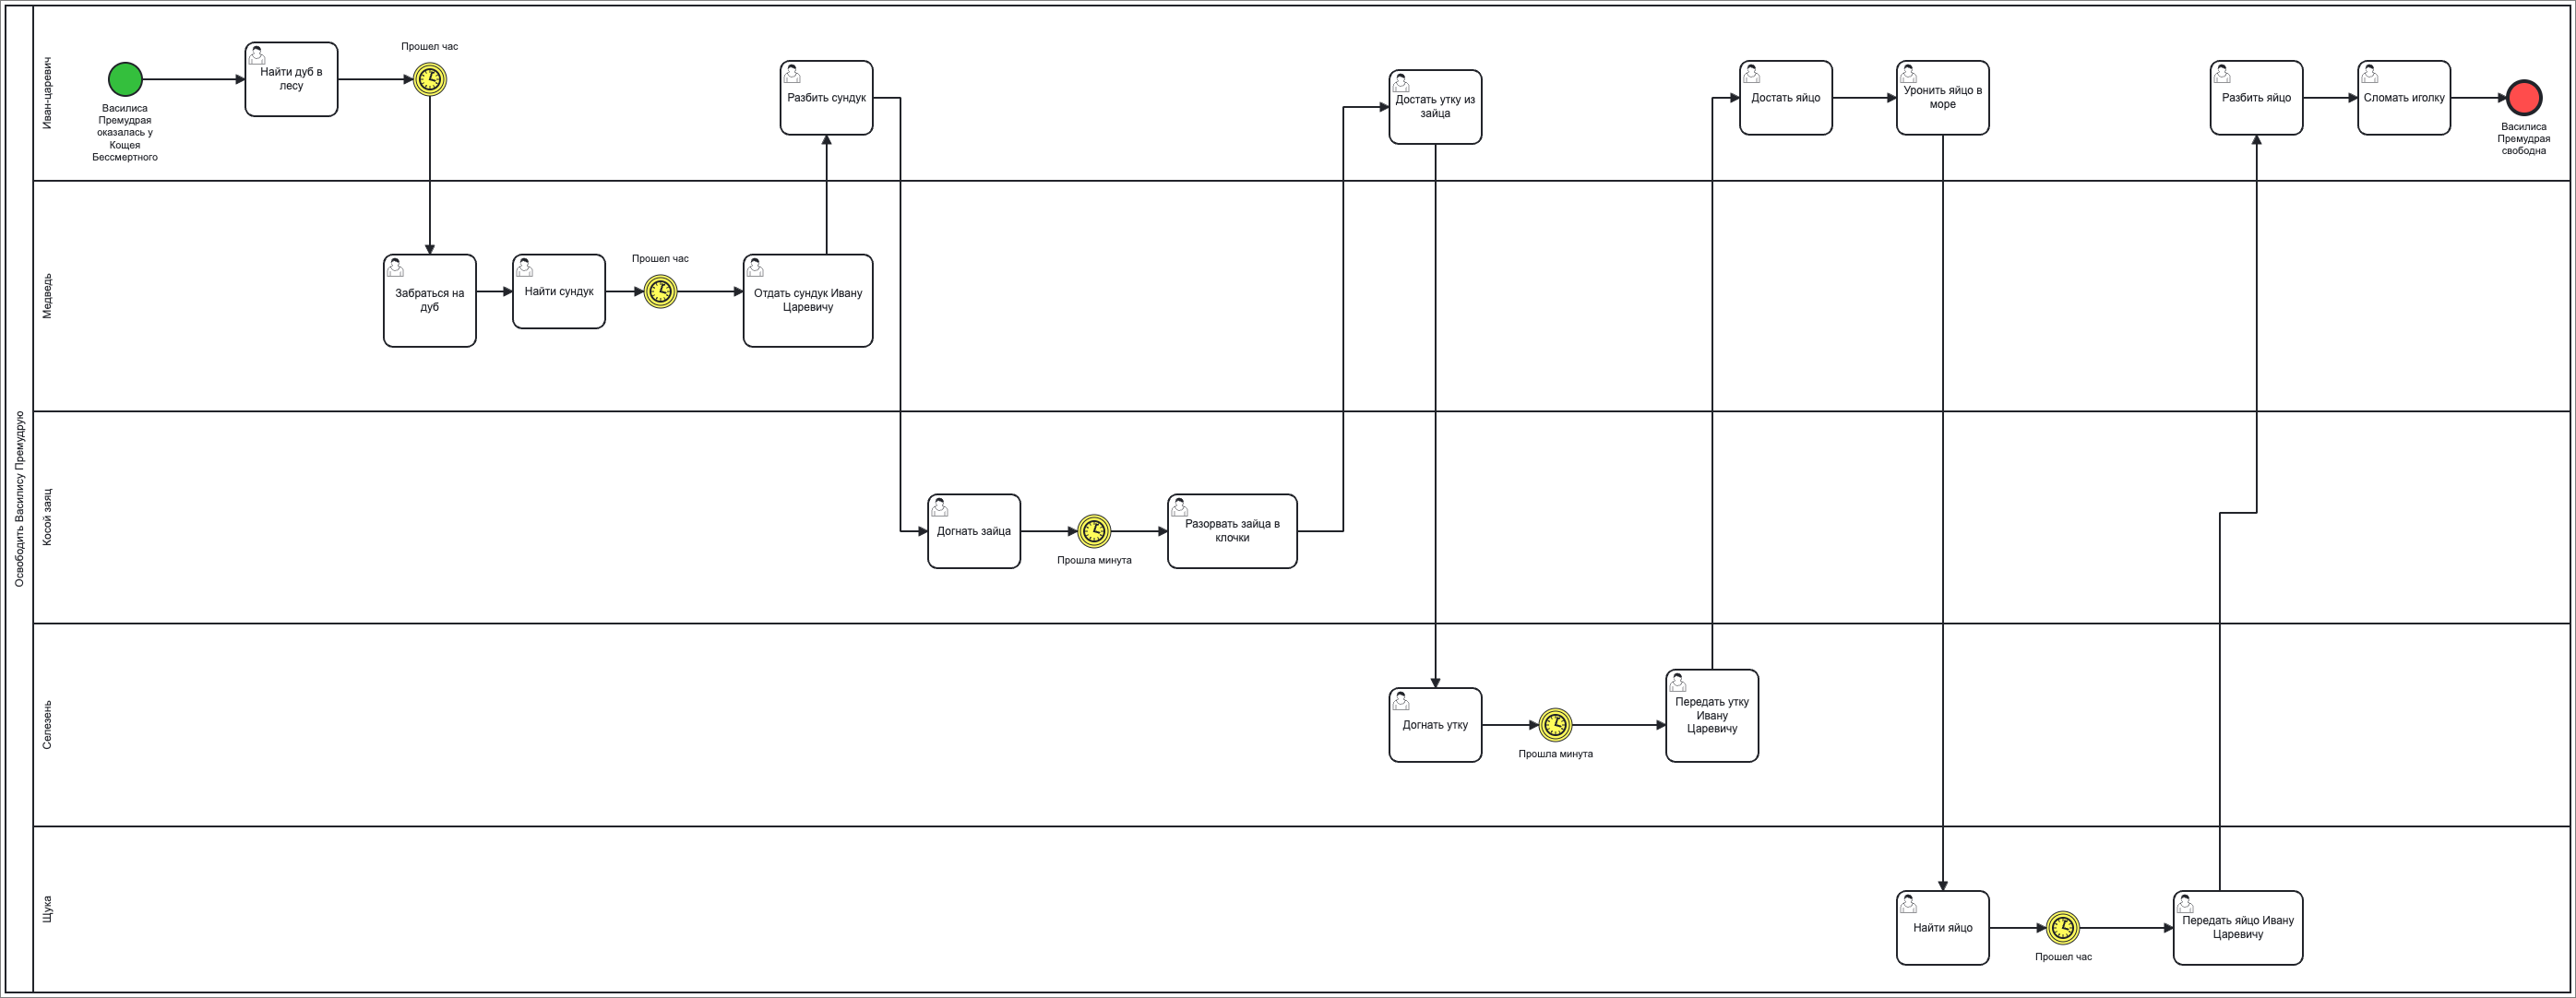 Освободить Василису Премудрую
Иван-царевич
Василиса
Премудрая
оказалась у
Кощея
Бессмертного
Найти дуб в
лесу
Прошел час
Разбить сундук
Достать утку из
зайца
Достать яйцо
Уронить яйцо в
море
Разбить яйцо
Сломать иголку
Василиса
Премудрая
свободна
Медведь
Забраться на
дуб
Найти сундук
Прошел час
Отдать сундук Ивану
Царевичу
Косой заяц
Догнать зайца
Прошла минута
Разорвать зайца в
клочки
Селезень
Догнать утку
Прошла минута
Передать утку
Ивану
Царевичу
Щука
Найти яйцо
Прошел час
Передать яйцо Ивану
Царевичу